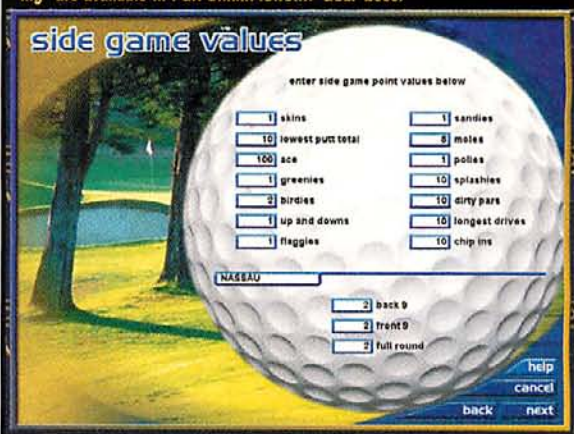 side game values
enter side game point values below
1 skins
10 lowest putt total
100 ace
1 greenies
2 birdies
1 up and downs
1 flaggies
1 sandies
moles
1 polies
10 splashies
10 dirty pars
10 longest drives
10 chip ins
NASSAU
2 back 9
2 front 9
2 full round
help
cancel
back next